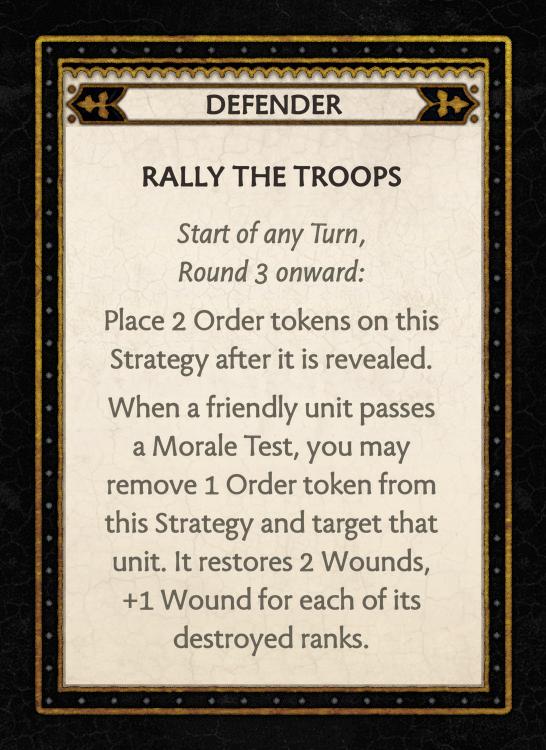 DEFENDER
RALLY THE TROOPS
Start of any Turn,
Round 3 onward:
Place 2 Order tokens on this
Strategy after it is revealed.
When a friendly unit passes
a Morale Test, you may
remove 1 Order token from
this Strategy and target that
unit. It restores 2 Wounds,
+1 Wound for each of its
destroyed ranks.